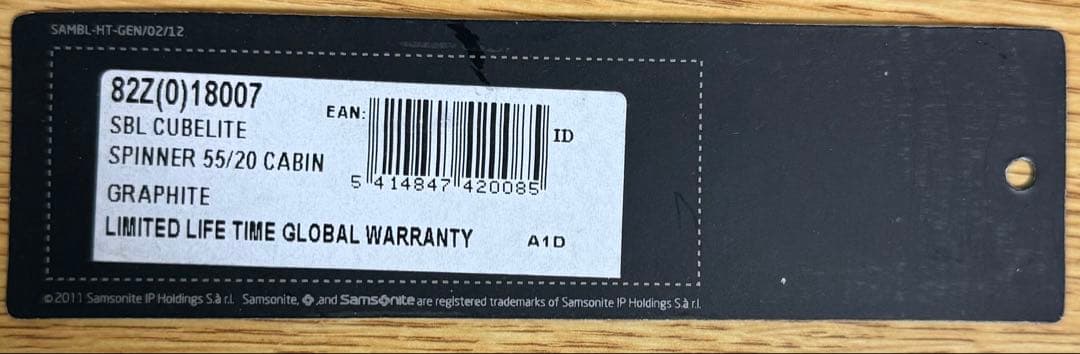 SAMBL-HT-GEN/02/12
82Z(0)18007
SBL CUBELITE
SPINNER 55/20 CABIN
GRAPHITE
LIMITED LIFE TIME GLOBAL WARRANTY
A1D
EAN:
ID
5 414847 420085
©2011 Samsonite IP Holdings S.à r.l. Samsonite, , and Samsonite are registered trademarks of Samsonite IP Holdings S.à r.l.